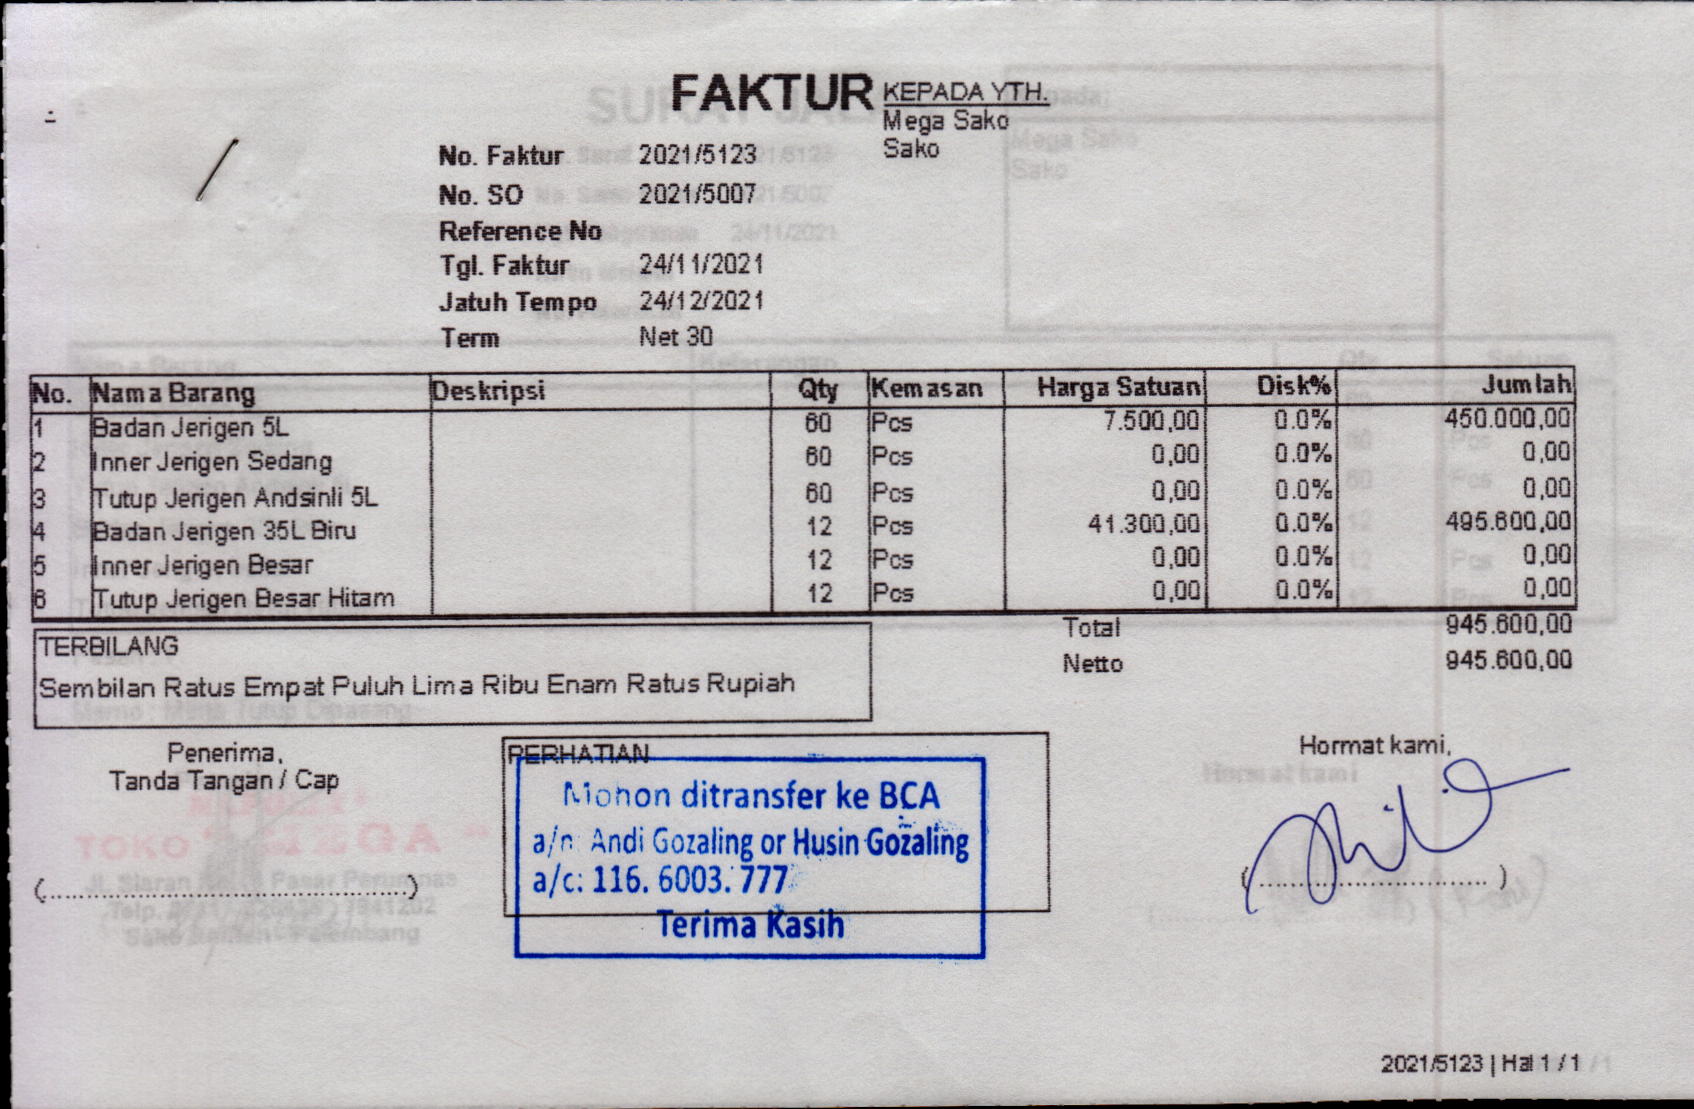 FAKTUR
KEPADA YTH.
Mega Sako
Sako
No. Faktur 2021/5123
No. SO 2021/5007
Reference No
Tgl. Faktur 24/11/2021
Jatuh Tempo 24/12/2021
Term Net 30
No. Nama Barang Deskripsi Qty Kemasan Harga Satuan Disk% Jumlah
1 Badan Jerigen 5L 60 Pcs 7.500,00 0.0% 450.000,00
2 Inner Jerigen Sedang 60 Pcs 0,00 0.0% 0,00
3 Tutup Jerigen Andsinli 5L 60 Pcs 0,00 0.0% 0,00
4 Badan Jerigen 35L Biru 12 Pcs 41.300,00 0.0% 495.600,00
5 Inner Jerigen Besar 12 Pcs 0,00 0.0% 0,00
6 Tutup Jerigen Besar Hitam 12 Pcs 0,00 0.0% 0,00
Total 945.600,00
Netto 945.600,00
TERBILANG
Sembilan Ratus Empat Puluh Lima Ribu Enam Ratus Rupiah
Penerima,
Tanda Tangan / Cap
TOKO "MEGA"
PERHATIAN
Mohon ditransfer ke BCA
a/n: Andi Gozaling or Husin Gozaling
a/c: 116. 6003. 777
Terima Kasih
Hormat kami,
2021/5123 | Hal 1 / 1